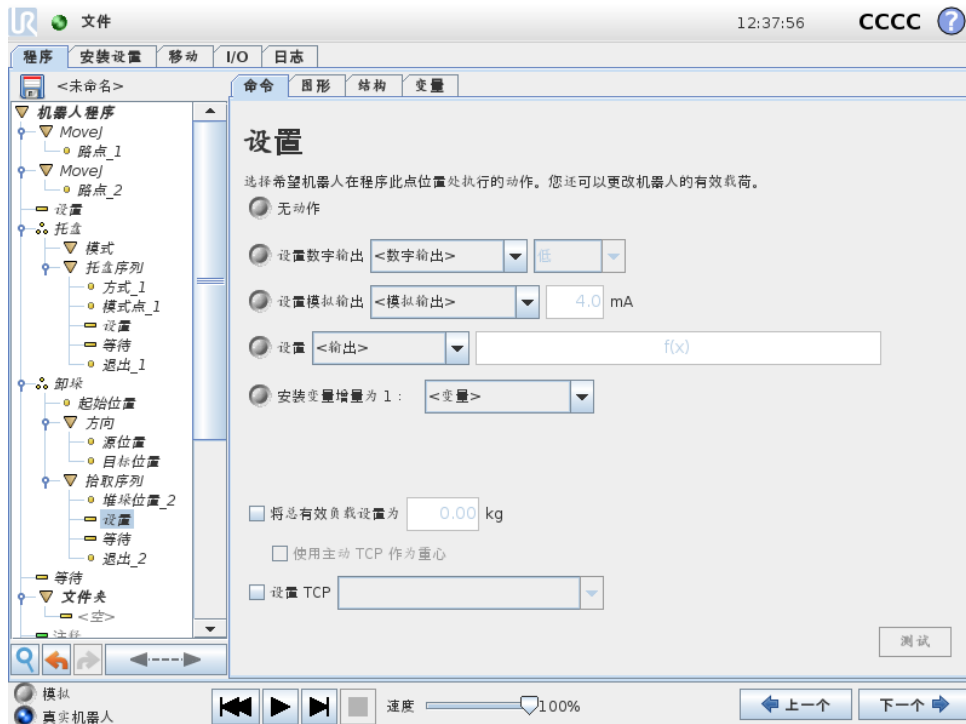 UR 文件 12:37:56 CCCC ?
程序 安装设置 移动 I/O 日志
<未命名>
命令 图形 结构 变量
机器人程序
MoveJ
路点_1
MoveJ
路点_2
设置
托盘
模式
托盘序列
方式_1
模式点_1
设置
等待
退出_1
卸垛
起始位置
方向
源位置
目标位置
拾取序列
堆垛位置_2
设置
等待
退出_2
等待
文件夹
<空>
注释
设置
选择希望机器人在程序此点位置处执行的动作。您还可以更改机器人的有效载荷。
无动作
设置数字输出 <数字输出> 低
设置模拟输出 <模拟输出> 4.0 mA
设置 <输出> f(x)
安装变量增量为 1： <变量>
将总有效负载设置为 0.00 kg
使用主动 TCP 作为重心
设置 TCP
测试
模拟
真实机器人
速度 100%
上一个 下一个